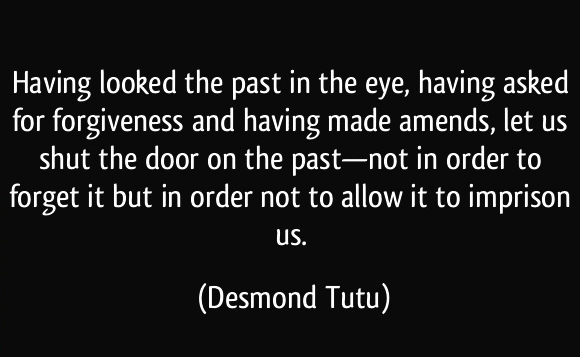 Having looked the past in the eye, having asked
for forgiveness and having made amends, let us
shut the door on the past—not in order to
forget it but in order not to allow it to imprison
us.
(Desmond Tutu)